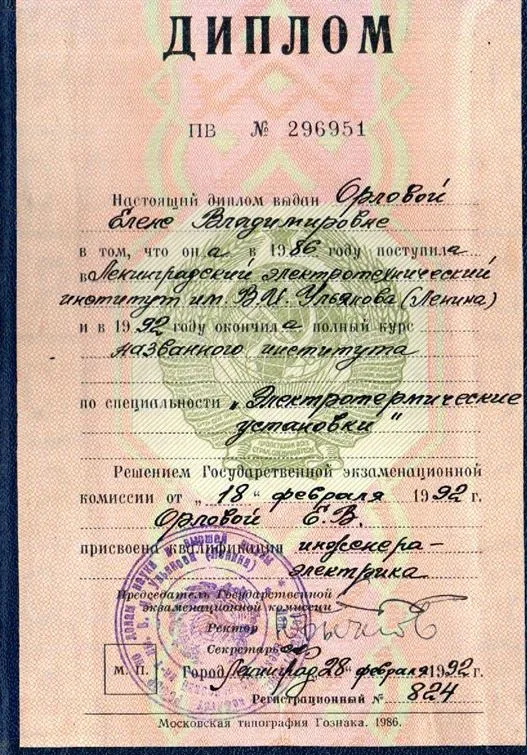 ДИПЛОМ
ПВ № 296951
Настоящий диплом выдан Орловой
Елене Владимировне
в том, что она в 1986 году поступила
в Ленинградский электротехнический
институт им. В.И. Ульянова (Ленина)
и в 1992 году окончила полный курс
названного института
по специальности „Электротермические
установки"
Решением Государственной экзаменационной
комиссии от „18" февраля 1992 г.
Орловой Е.В.
присвоена квалификация инженера-
электрика
Председатель Государственной
экзаменационной комиссии
Ректор
Секретарь
М. П. Город Ленинград 28 февраля 1992 г.
Регистрационный № 824
Московская типография Гознака. 1986.